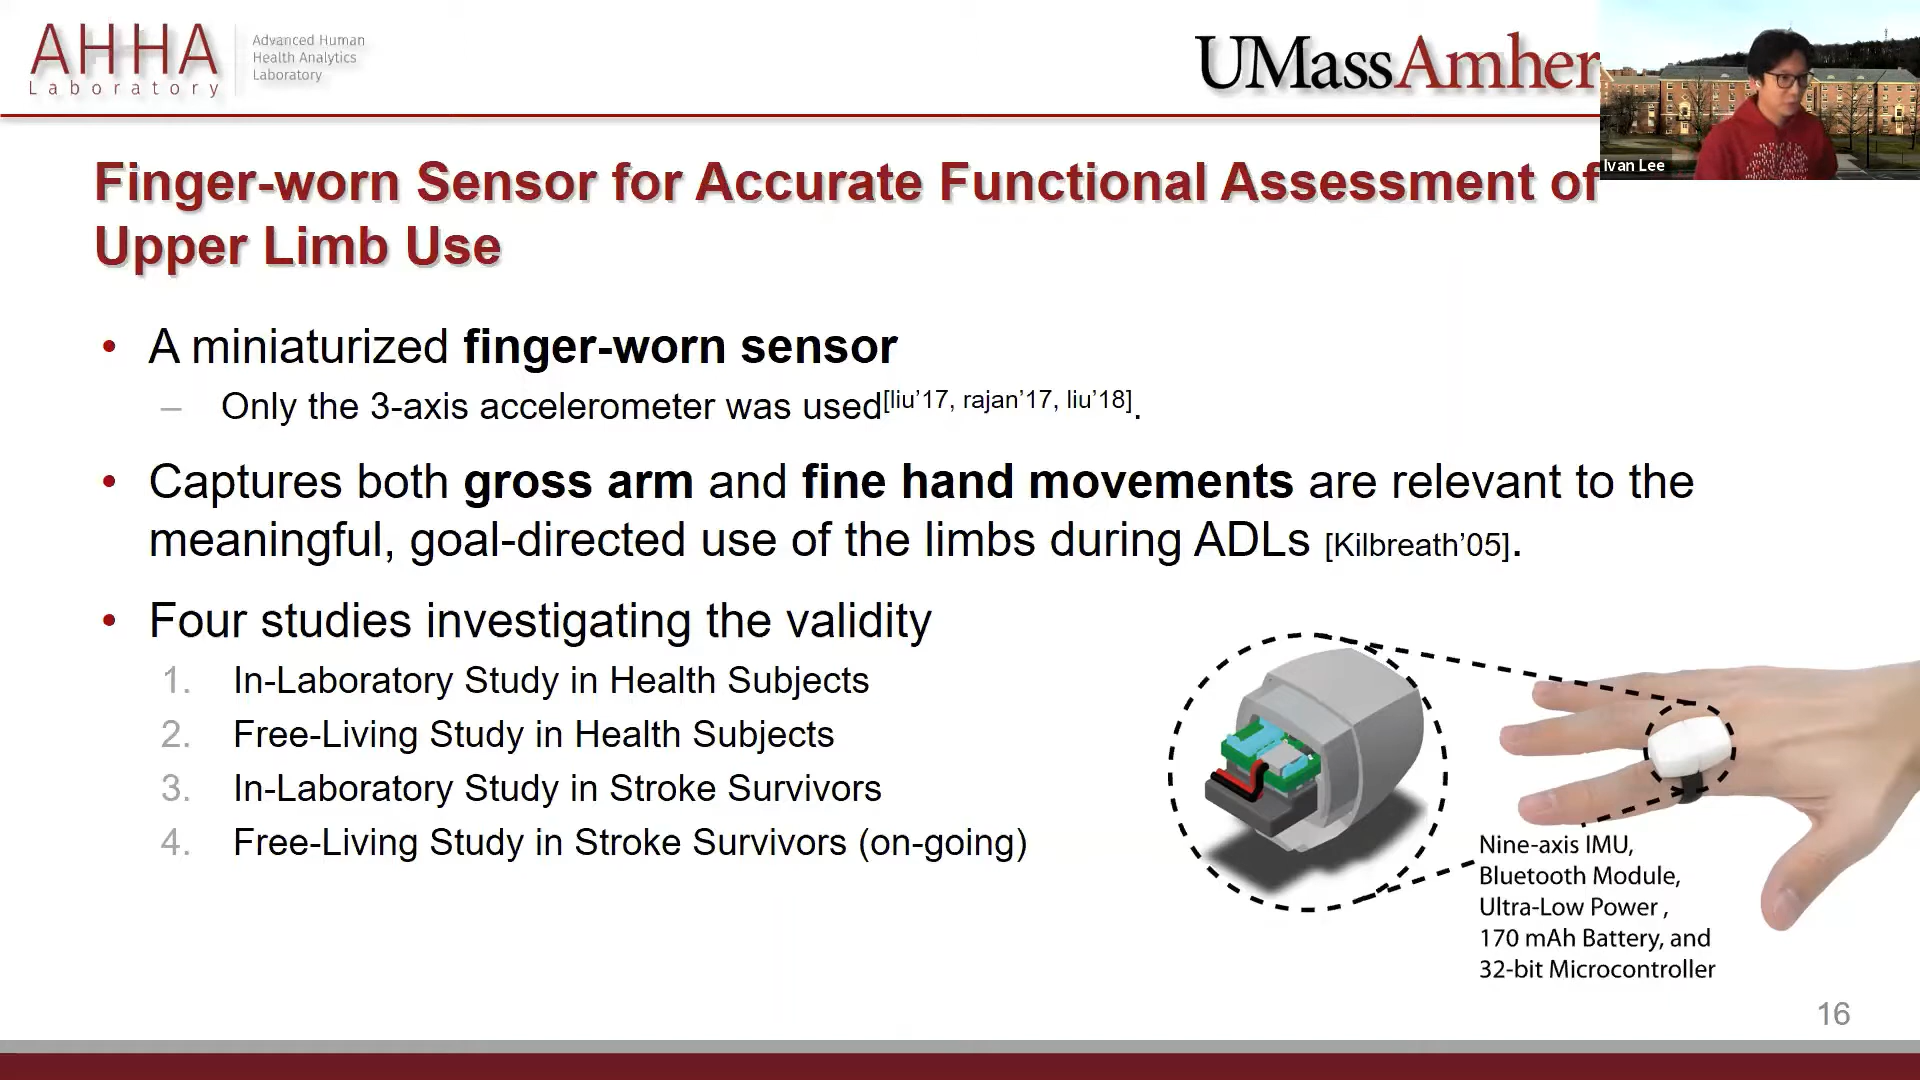 AHHA
Laboratory
Advanced Human
Health Analytics
Laboratory
UMassAmher
Ivan Lee
Finger-worn Sensor for Accurate Functional Assessment of
Upper Limb Use
• A miniaturized finger-worn sensor
– Only the 3-axis accelerometer was used[liu’17, rajan’17, liu’18].
• Captures both gross arm and fine hand movements are relevant to the
meaningful, goal-directed use of the limbs during ADLs [Kilbreath’05].
• Four studies investigating the validity
1. In-Laboratory Study in Health Subjects
2. Free-Living Study in Health Subjects
3. In-Laboratory Study in Stroke Survivors
4. Free-Living Study in Stroke Survivors (on-going)
Nine-axis IMU,
Bluetooth Module,
Ultra-Low Power ,
170 mAh Battery, and
32-bit Microcontroller
16